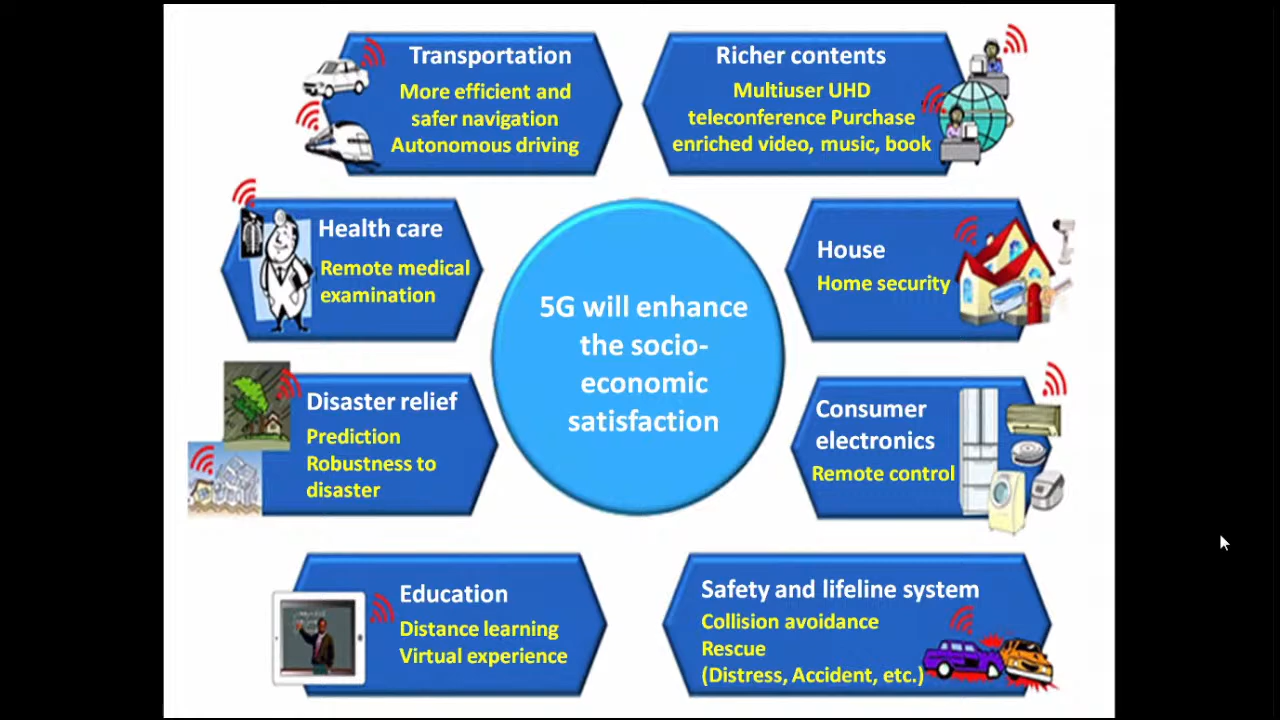 Transportation
More efficient and
safer navigation
Autonomous driving
Richer contents
Multiuser UHD
teleconference Purchase
enriched video, music, book
Health care
Remote medical
examination
5G will enhance
the socio-
economic
satisfaction
House
Home security
Disaster relief
Prediction
Robustness to
disaster
Consumer
electronics
Remote control
Education
Distance learning
Virtual experience
Safety and lifeline system
Collision avoidance
Rescue
(Distress, Accident, etc.)